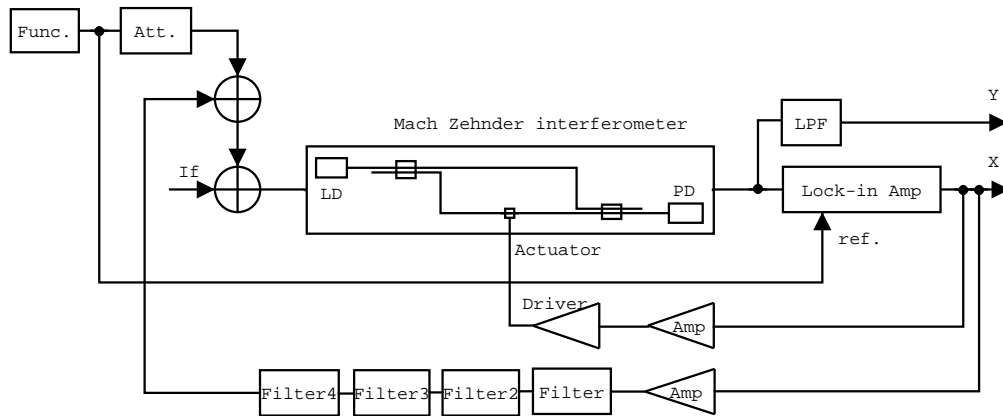 Func.
Att.
Y
Mach Zehnder interferometer
LPF
X
If
LD
PD
Lock-in Amp
Actuator
ref.
Driver
Amp
Filter4
Filter3
Filter2
Filter
Amp